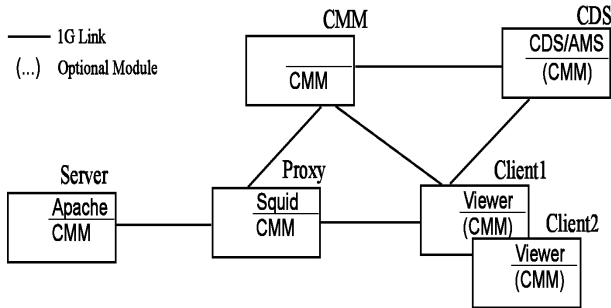 CMM
CDS
1G Link
(...) Optional Module
CMM
CDS/AMS
(CMM)
Server
Proxy
Client1
Apache
CMM
Squid
CMM
Viewer
(CMM)
Client2
Viewer
(CMM)